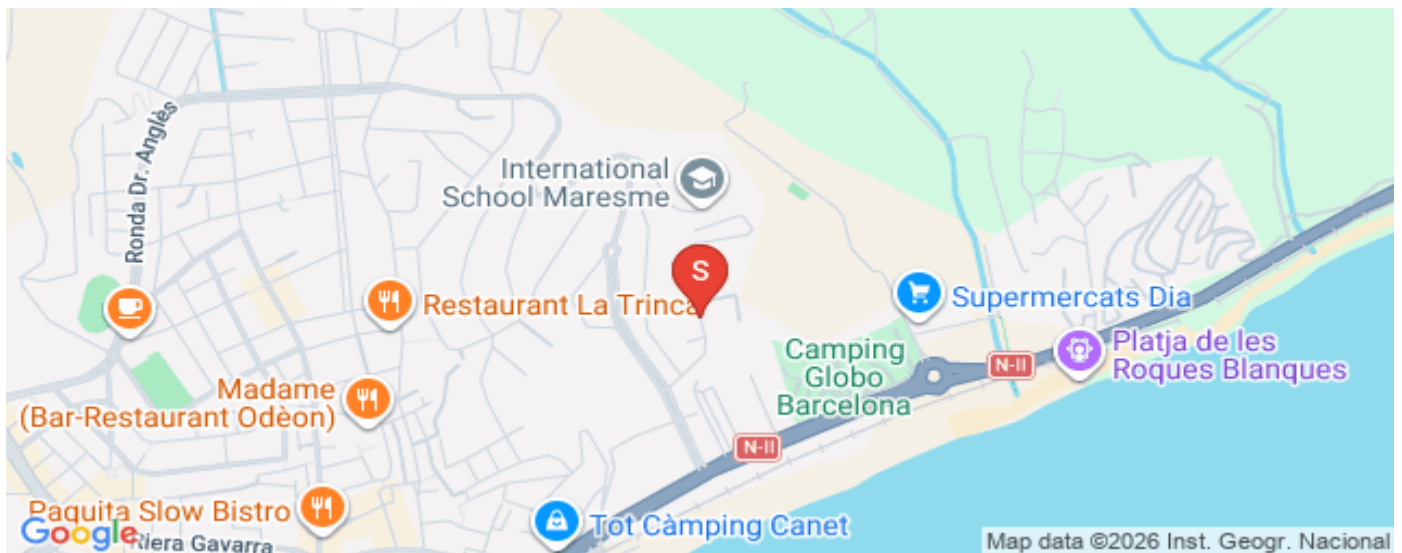 Ronda Dr. Anglès
International
School Maresme
S
Restaurant La Trinca
Supermercats Dia
Platja de les
Roques Blanques
N-II
Camping
Globo
Barcelona
Madame
(Bar-Restaurant Odèon)
N-II
Paquita Slow Bistro
Tot Càmping Canet
Google
Riera Gavarra
Map data ©2026 Inst. Geogr. Nacional